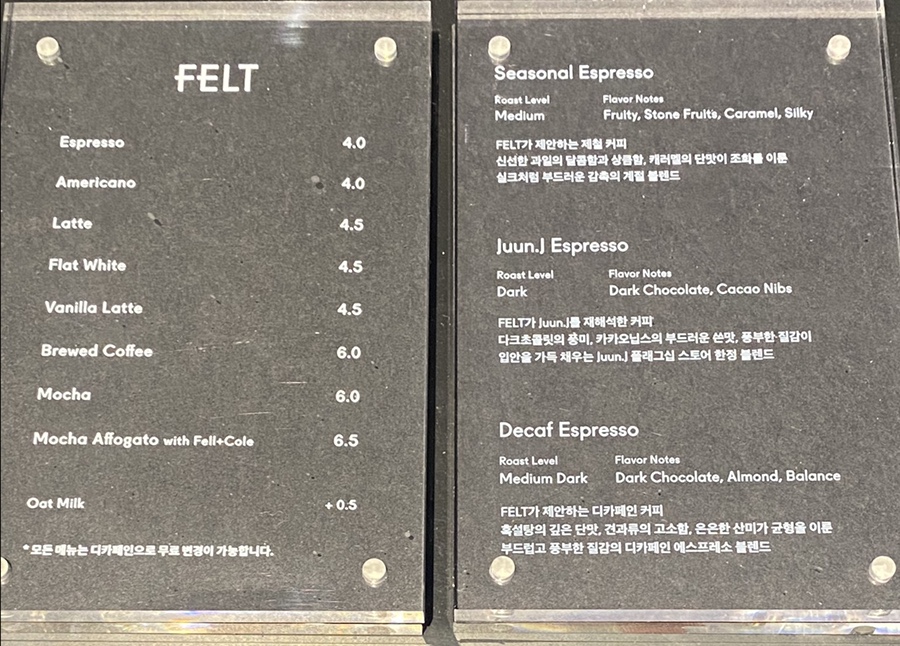 FELT
Espresso 4.0
Americano 4.0
Latte 4.5
Flat White 4.5
Vanilla Latte 4.5
Brewed Coffee 6.0
Mocha 6.0
Mocha Affogato with Fell+Cole 6.5
Oat Milk + 0.5
* 모든 메뉴는 디카페인으로 무료 변경이 가능합니다.
Seasonal Espresso
Roast Level Flavor Notes
Medium Fruity, Stone Fruits, Caramel, Silky
FELT가 제안하는 제철 커피
신선한 과일의 달콤함과 상큼함, 캐러멜의 단맛이 조화를 이룬
실크처럼 부드러운 감촉의 계절 블렌드
Juun.J Espresso
Roast Level Flavor Notes
Dark Dark Chocolate, Cacao Nibs
FELT가 Juun.J를 재해석한 커피
다크초콜릿의 풍미, 카카오닙스의 부드러운 쓴맛, 풍부한 질감이
입안을 가득 채우는 Juun.J 플래그십 스토어 한정 블렌드
Decaf Espresso
Roast Level Flavor Notes
Medium Dark Dark Chocolate, Almond, Balance
FELT가 제안하는 디카페인 커피
흑설탕의 깊은 단맛, 견과류의 고소함, 은은한 산미가 균형을 이룬
부드럽고 풍부한 질감의 디카페인 에스프레소 블렌드